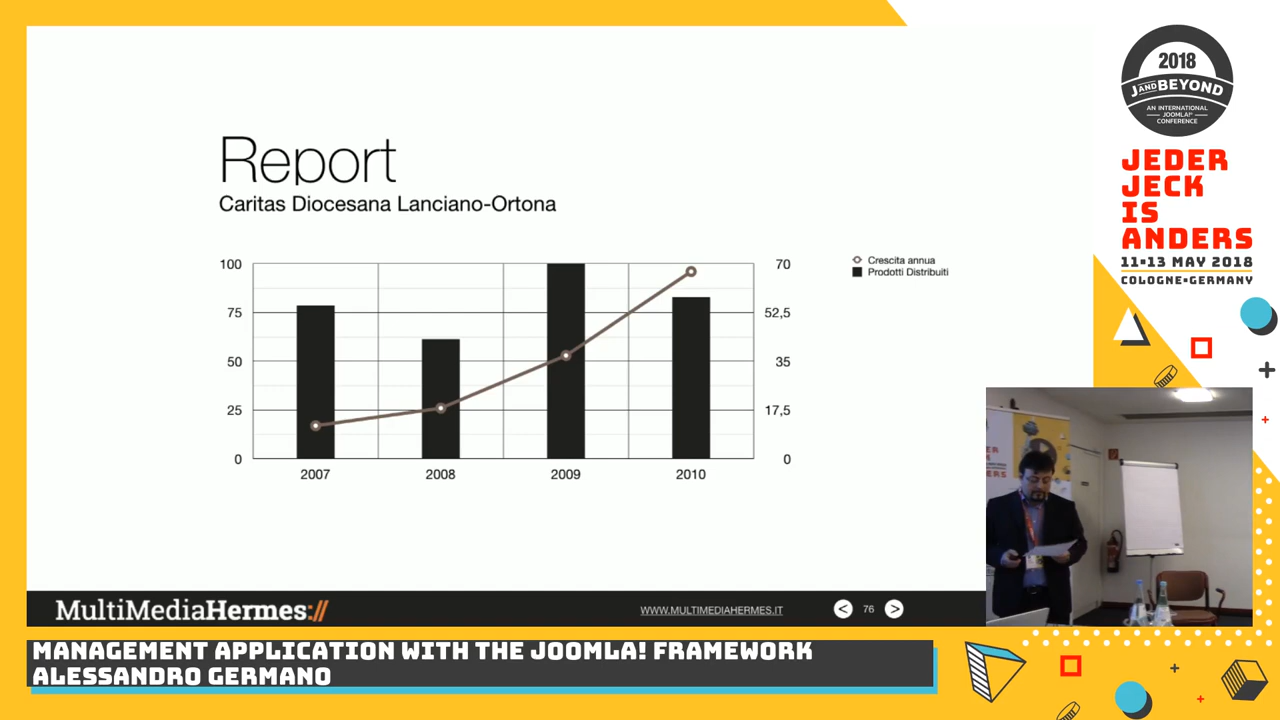 Report
Caritas Diocesana Lanciano-Ortona
100
75
50
25
0
70
52,5
35
17,5
0
2007 2008 2009 2010
Crescita annua
Prodotti Distribuiti
MultiMediaHermes://
WWW.MULTIMEDIAHERMES.IT
< 76 >
MANAGEMENT APPLICATION WITH THE JOOMLA! FRAMEWORK
ALESSANDRO GERMANO
2018
J AND BEYOND
AN INTERNATIONAL
JOOMLA!
CONFERENCE
JEDER
JECK
IS
ANDERS
11-13 MAY 2018
COLOGNE•GERMANY